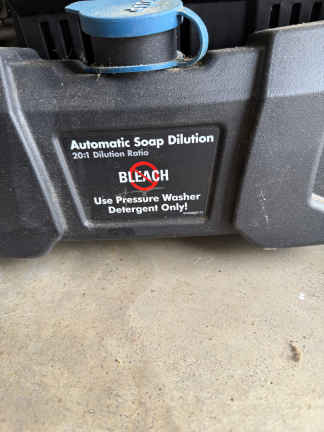 Automatic Soap Dilution
20:1 Dilution Ratio
BLEACH
Use Pressure Washer
Detergent Only!